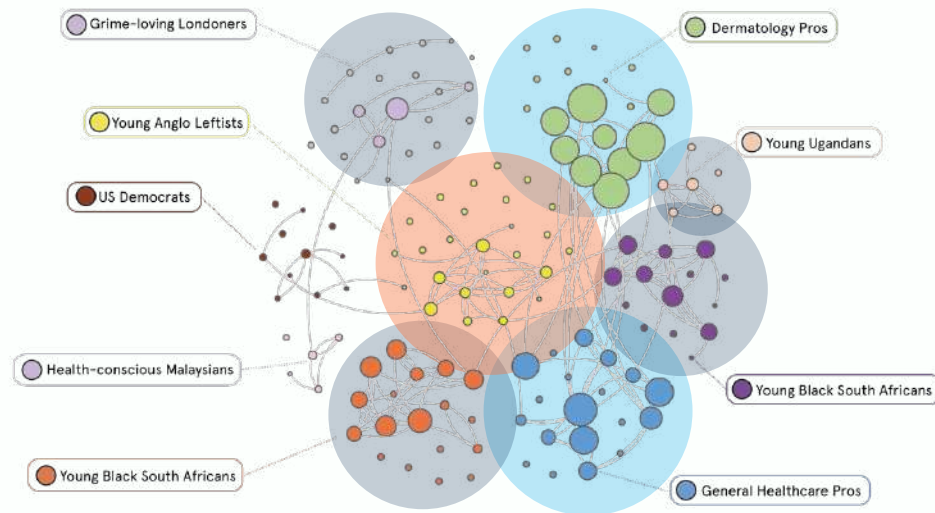 Grime-loving Londoners
Dermatology Pros
Young Anglo Leftists
Young Ugandans
US Democrats
Health-conscious Malaysians
Young Black South Africans
Young Black South Africans
General Healthcare Pros